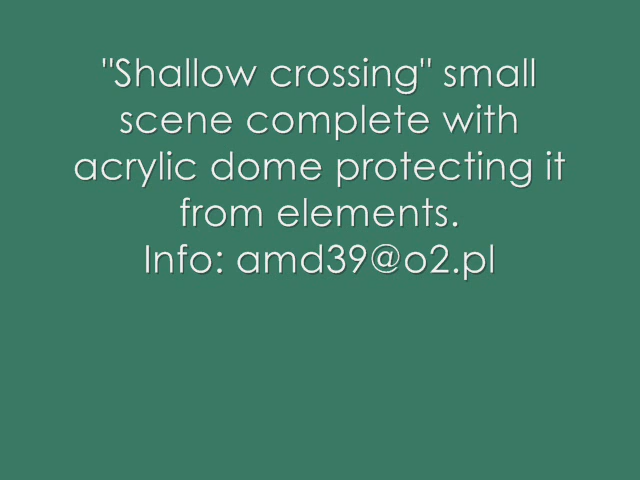 "Shallow crossing" small
scene complete with
acrylic dome protecting it
from elements.
Info: amd39@o2.pl